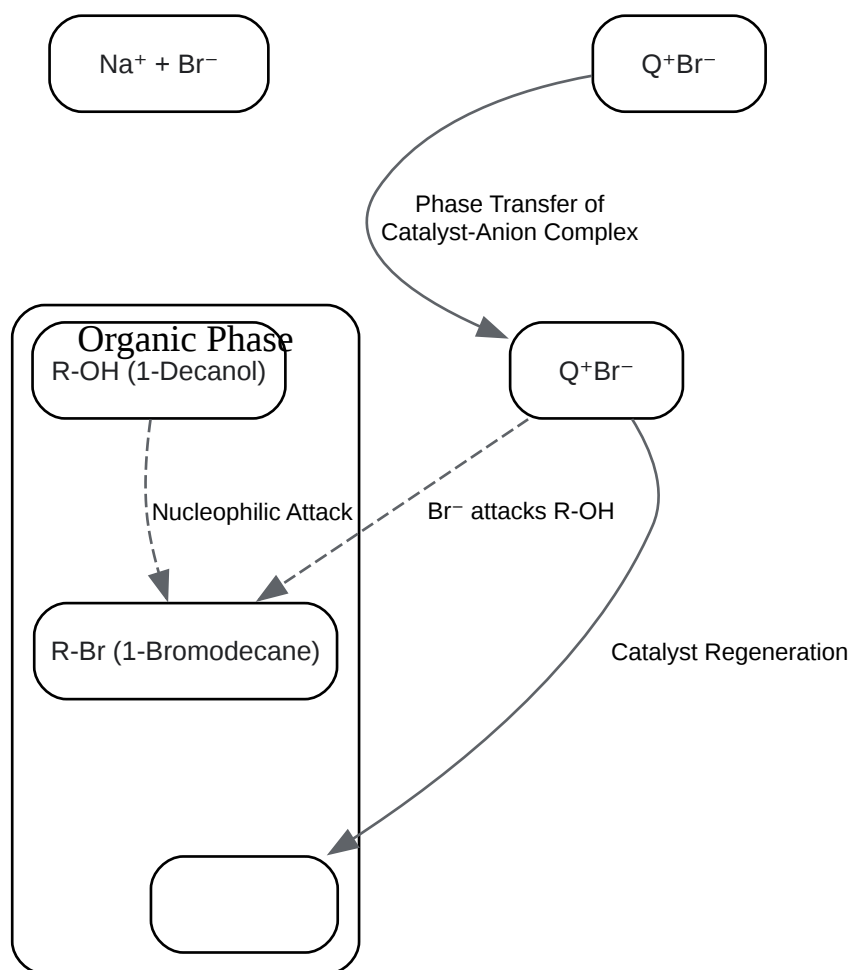 Na⁺ + Br⁻
Q⁺Br⁻
Phase Transfer of
Catalyst-Anion Complex
Organic Phase
R-OH (1-Decanol)
Q⁺Br⁻
Nucleophilic Attack
Br⁻ attacks R-OH
R-Br (1-Bromodecane)
Catalyst Regeneration